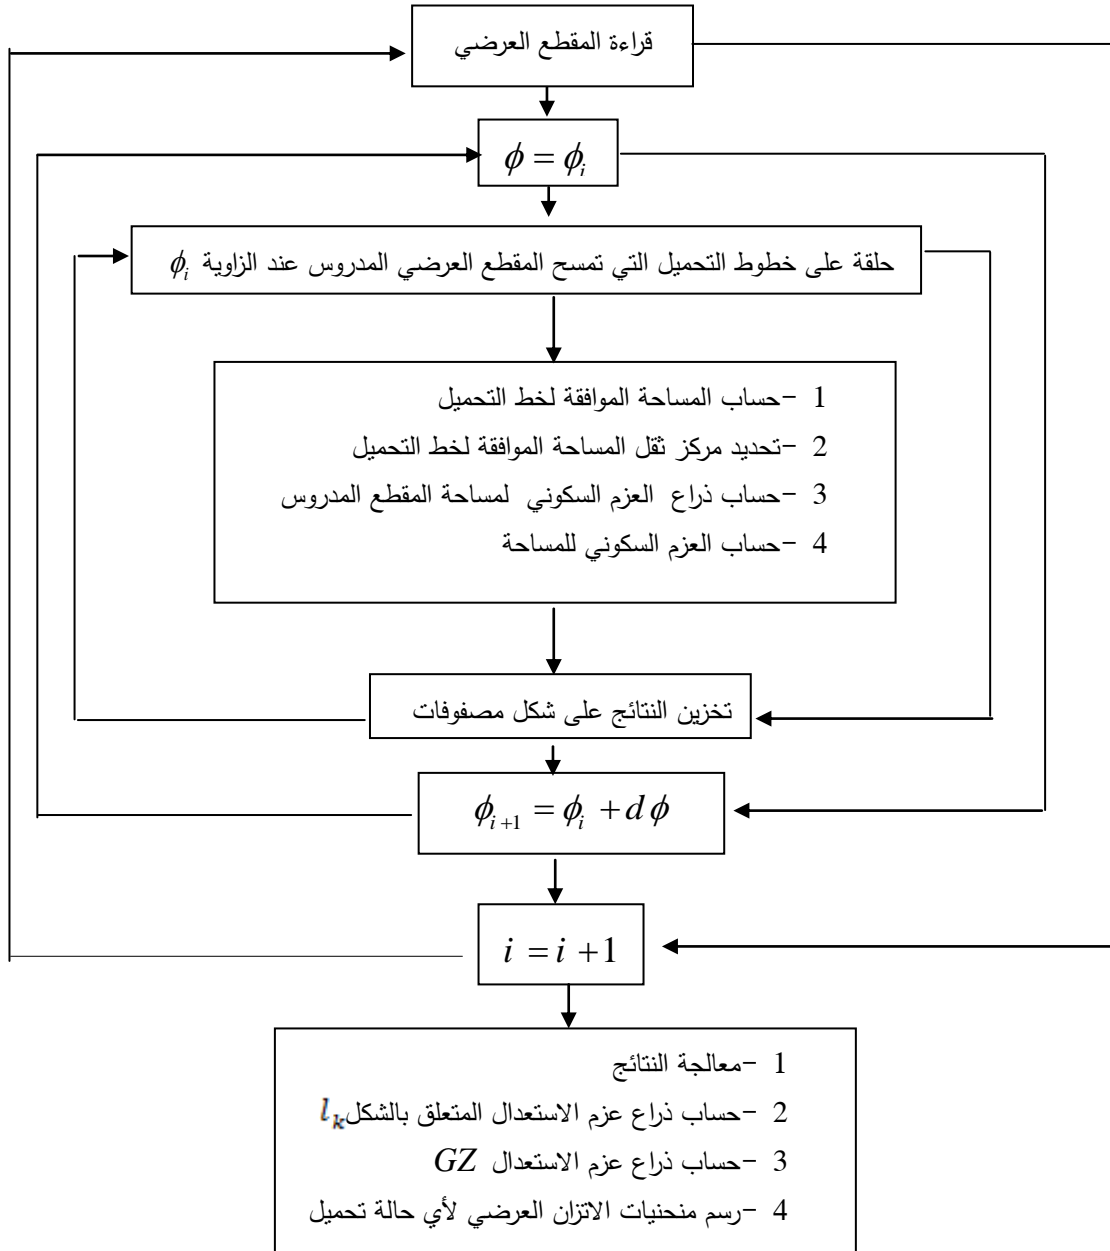 قراءة المقطع العرضي
ϕ = ϕᵢ
حلقة على خطوط التحميل التي تمسح المقطع العرضي المدروس عند الزاوية ϕᵢ
1 -حساب المساحة الموافقة لخط التحميل
2 -تحديد مركز ثقل المساحة الموافقة لخط التحميل
3 -حساب ذراع العزم السكوني لمساحة المقطع المدروس
4 -حساب العزم السكوني للمساحة
تخزين النتائج على شكل مصفوفات
ϕᵢ₊₁ = ϕᵢ + d ϕ
i = i + 1
1 -معالجة النتائج
2 -حساب ذراع عزم الاستعدال المتعلق بالشكل lₖ
3 -حساب ذراع عزم الاستعدال GZ
4 -رسم منحنيات الاتزان العرضي لأي حالة تحميل